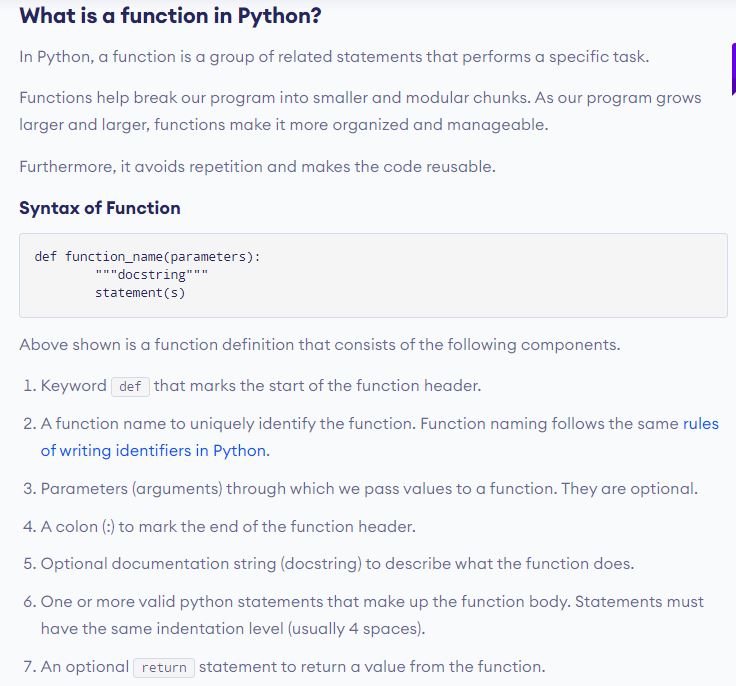 What is a function in Python?
In Python, a function is a group of related statements that performs a specific task.
Functions help break our program into smaller and modular chunks. As our program grows
larger and larger, functions make it more organized and manageable.
Furthermore, it avoids repetition and makes the code reusable.
Syntax of Function
def function_name(parameters):
        """docstring"""
        statement(s)
Above shown is a function definition that consists of the following components.
1. Keyword def that marks the start of the function header.
2. A function name to uniquely identify the function. Function naming follows the same rules
of writing identifiers in Python.
3. Parameters (arguments) through which we pass values to a function. They are optional.
4. A colon (:) to mark the end of the function header.
5. Optional documentation string (docstring) to describe what the function does.
6. One or more valid python statements that make up the function body. Statements must
have the same indentation level (usually 4 spaces).
7. An optional return statement to return a value from the function.